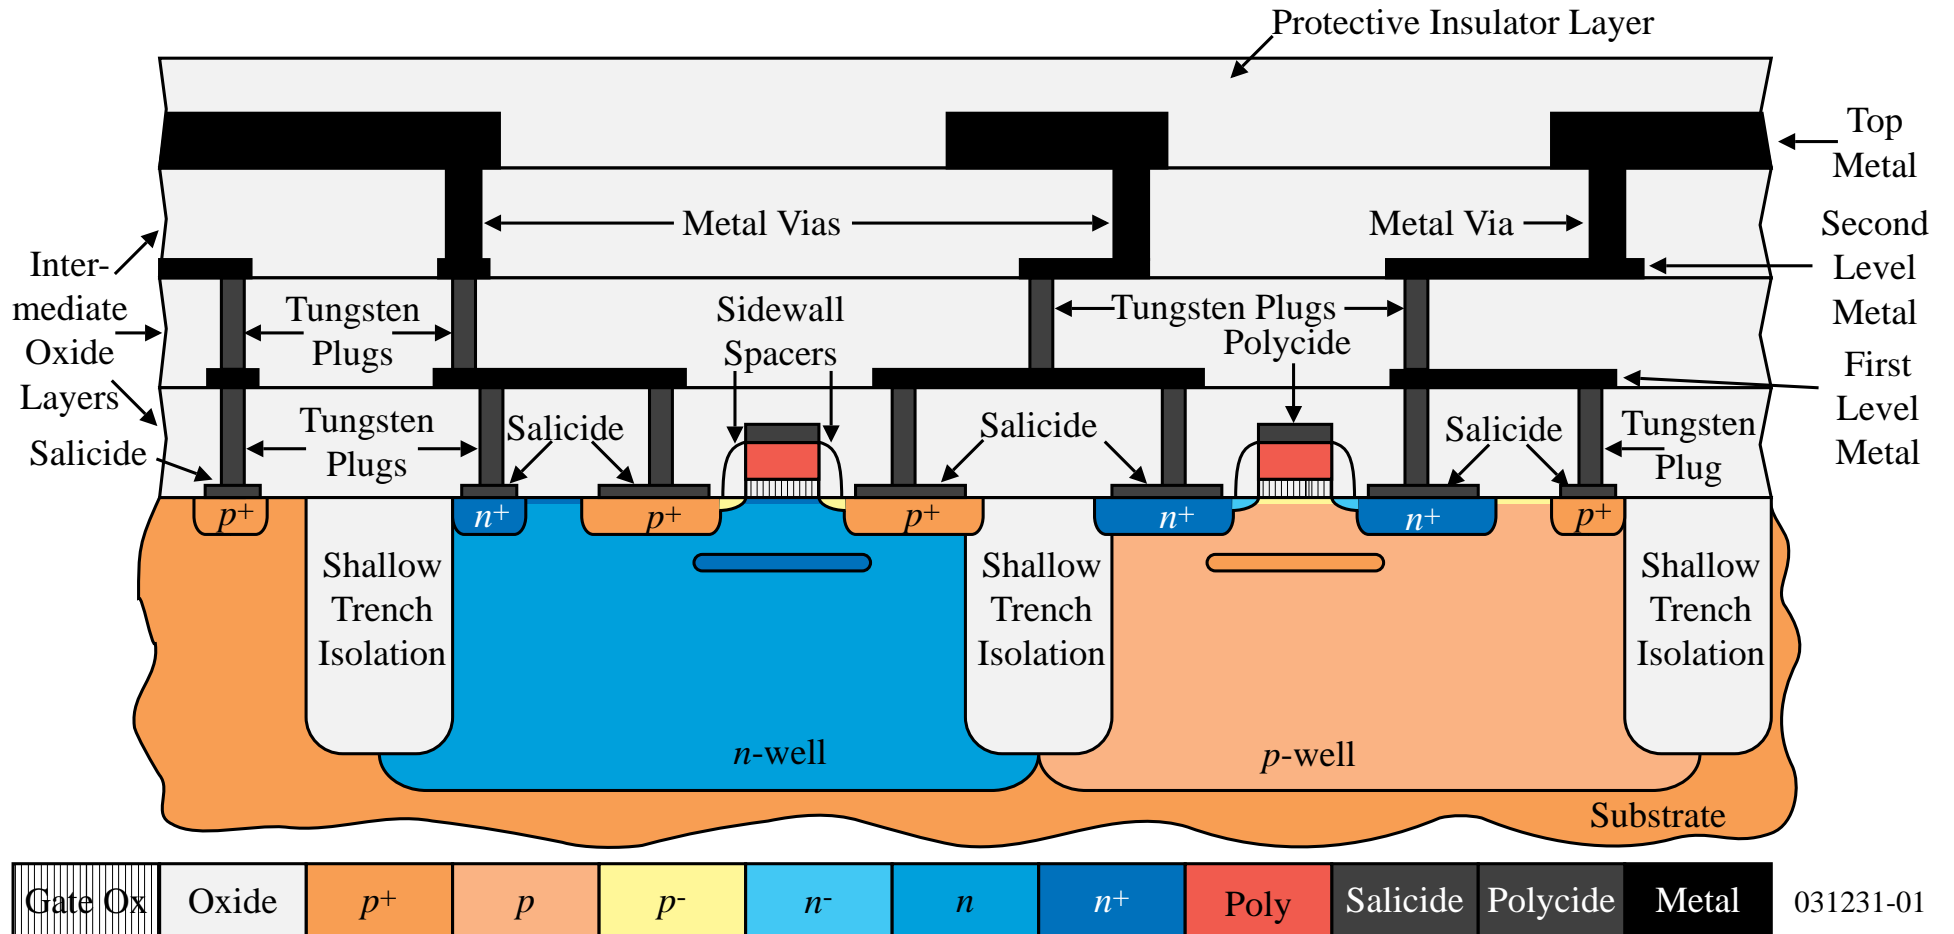 Protective Insulator Layer
Top
Metal
Metal Vias
Metal Via
Second
Level
Metal
Inter-
mediate
Oxide
Layers
Tungsten
Plugs
Sidewall
Spacers
Tungsten Plugs
Polycide
First
Level
Metal
Salicide
Tungsten
Plugs
Salicide
Salicide
Salicide
Tungsten
Plug
p+
n+
p+
p+
n+
n+
p+
Shallow
Trench
Isolation
Shallow
Trench
Isolation
Shallow
Trench
Isolation
n-well
p-well
Substrate
Gate Ox
Oxide
p+
p
p-
n-
n
n+
Poly
Salicide
Polycide
Metal
031231-01